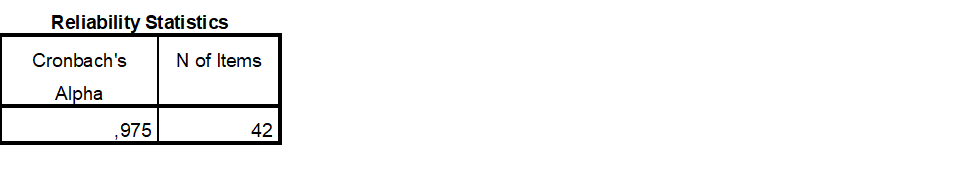 Reliability Statistics
Cronbach's Alpha
N of Items
,975
42